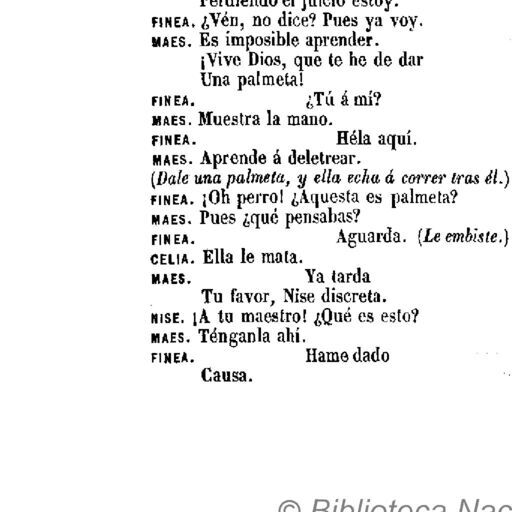 Perdiendo el juicio estoy.
FINEA. ¿Vén, no dice? Pues ya voy.
MAES. Es imposible aprender.
¡Vive Dios, que te he de dar
Una palmeta!
FINEA. ¿Tú á mí?
MAES. Muestra la mano.
FINEA. Héla aquí.
MAES. Aprende á deletrear.
(Dale una palmeta, y ella echa á correr tras él.)
FINEA. ¡Oh perro! ¿Aquesta es palmeta?
MAES. Pues ¿qué pensabas?
FINEA. Aguarda. (Le embiste.)
CELIA. Ella le mata.
MAES. Ya tarda
Tu favor, Nise discreta.
NISE. ¡A tu maestro! ¿Qué es esto?
MAES. Ténganla ahí.
FINEA. Hame dado
Causa.
© Biblioteca Nac